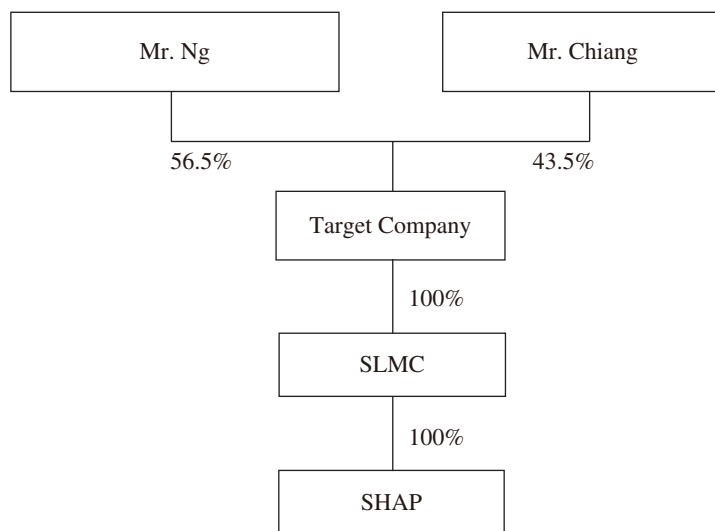 Mr. Ng
Mr. Chiang
56.5%
43.5%
Target Company
100%
SLMC
100%
SHAP